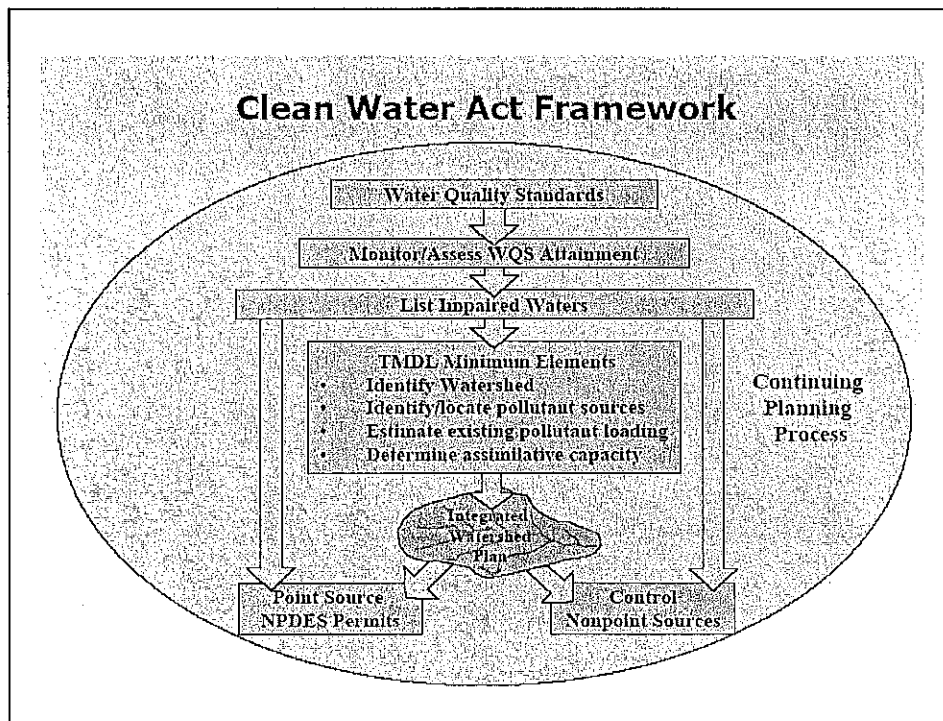 Clean Water Act Framework
Water Quality Standards
Monitor/Assess WQS Attainment
List Impaired Waters
TMDL Minimum Elements
• Identify Watershed
• Identify/locate pollutant sources
• Estimate existing pollutant loading
• Determine assimilative capacity
Continuing
Planning
Process
Integrated
Watershed
Plan
Point Source
NPDES Permits
Control
Nonpoint Sources